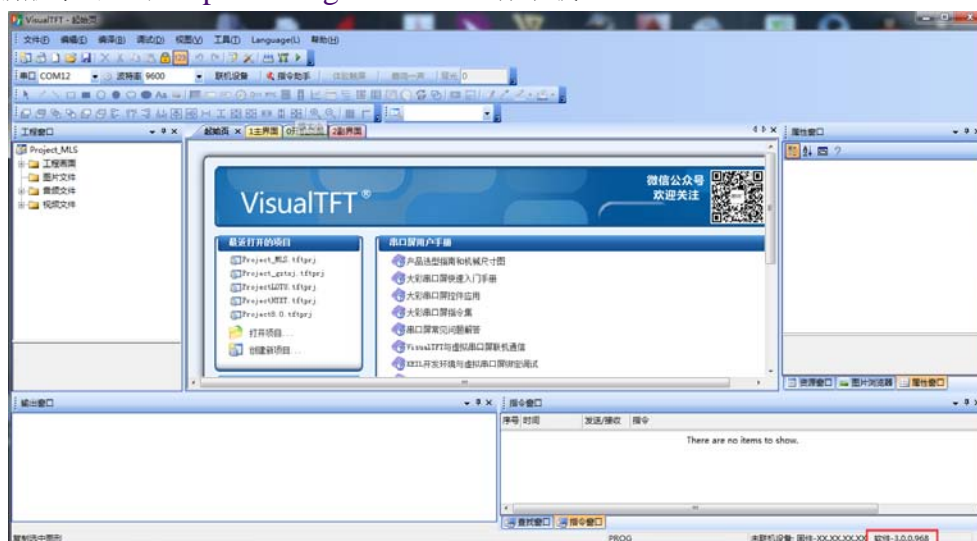 VisualTFT - 起始页
文件(F) 编辑(E) 编译(B) 调试(D) 视图(V) 工具(T) Language(L) 帮助(H)
串口 COM12 波特率 9600 联机设备 指令助手
工程窗口
起始页 1主界面 2副界面
属性窗口
Project_MLS
工程画面
图片文件
音频文件
视频文件
VisualTFT®
微信公众号
欢迎关注
最近打开的项目
Project_MLS.tftprj
打开项目...
创建新项目...
串口屏用户手册
产品选型指南和机械尺寸图
大彩串口屏快速入门手册
大彩串口屏控件应用
大彩串口屏指令集
串口屏常见问题解答
VisualTFT与虚拟串口屏联机通信
KEIL开发环境与虚拟串口屏绑定调试
资源窗口 图片浏览器 属性窗口
输出窗口
指令窗口
序号 时间 发送/接收 指令
There are no items to show.
查找窗口 指令窗口
复制选中图形
PROG
未联机设备: 固件-XX.XX.XX.XX 软件-3.0.0.968